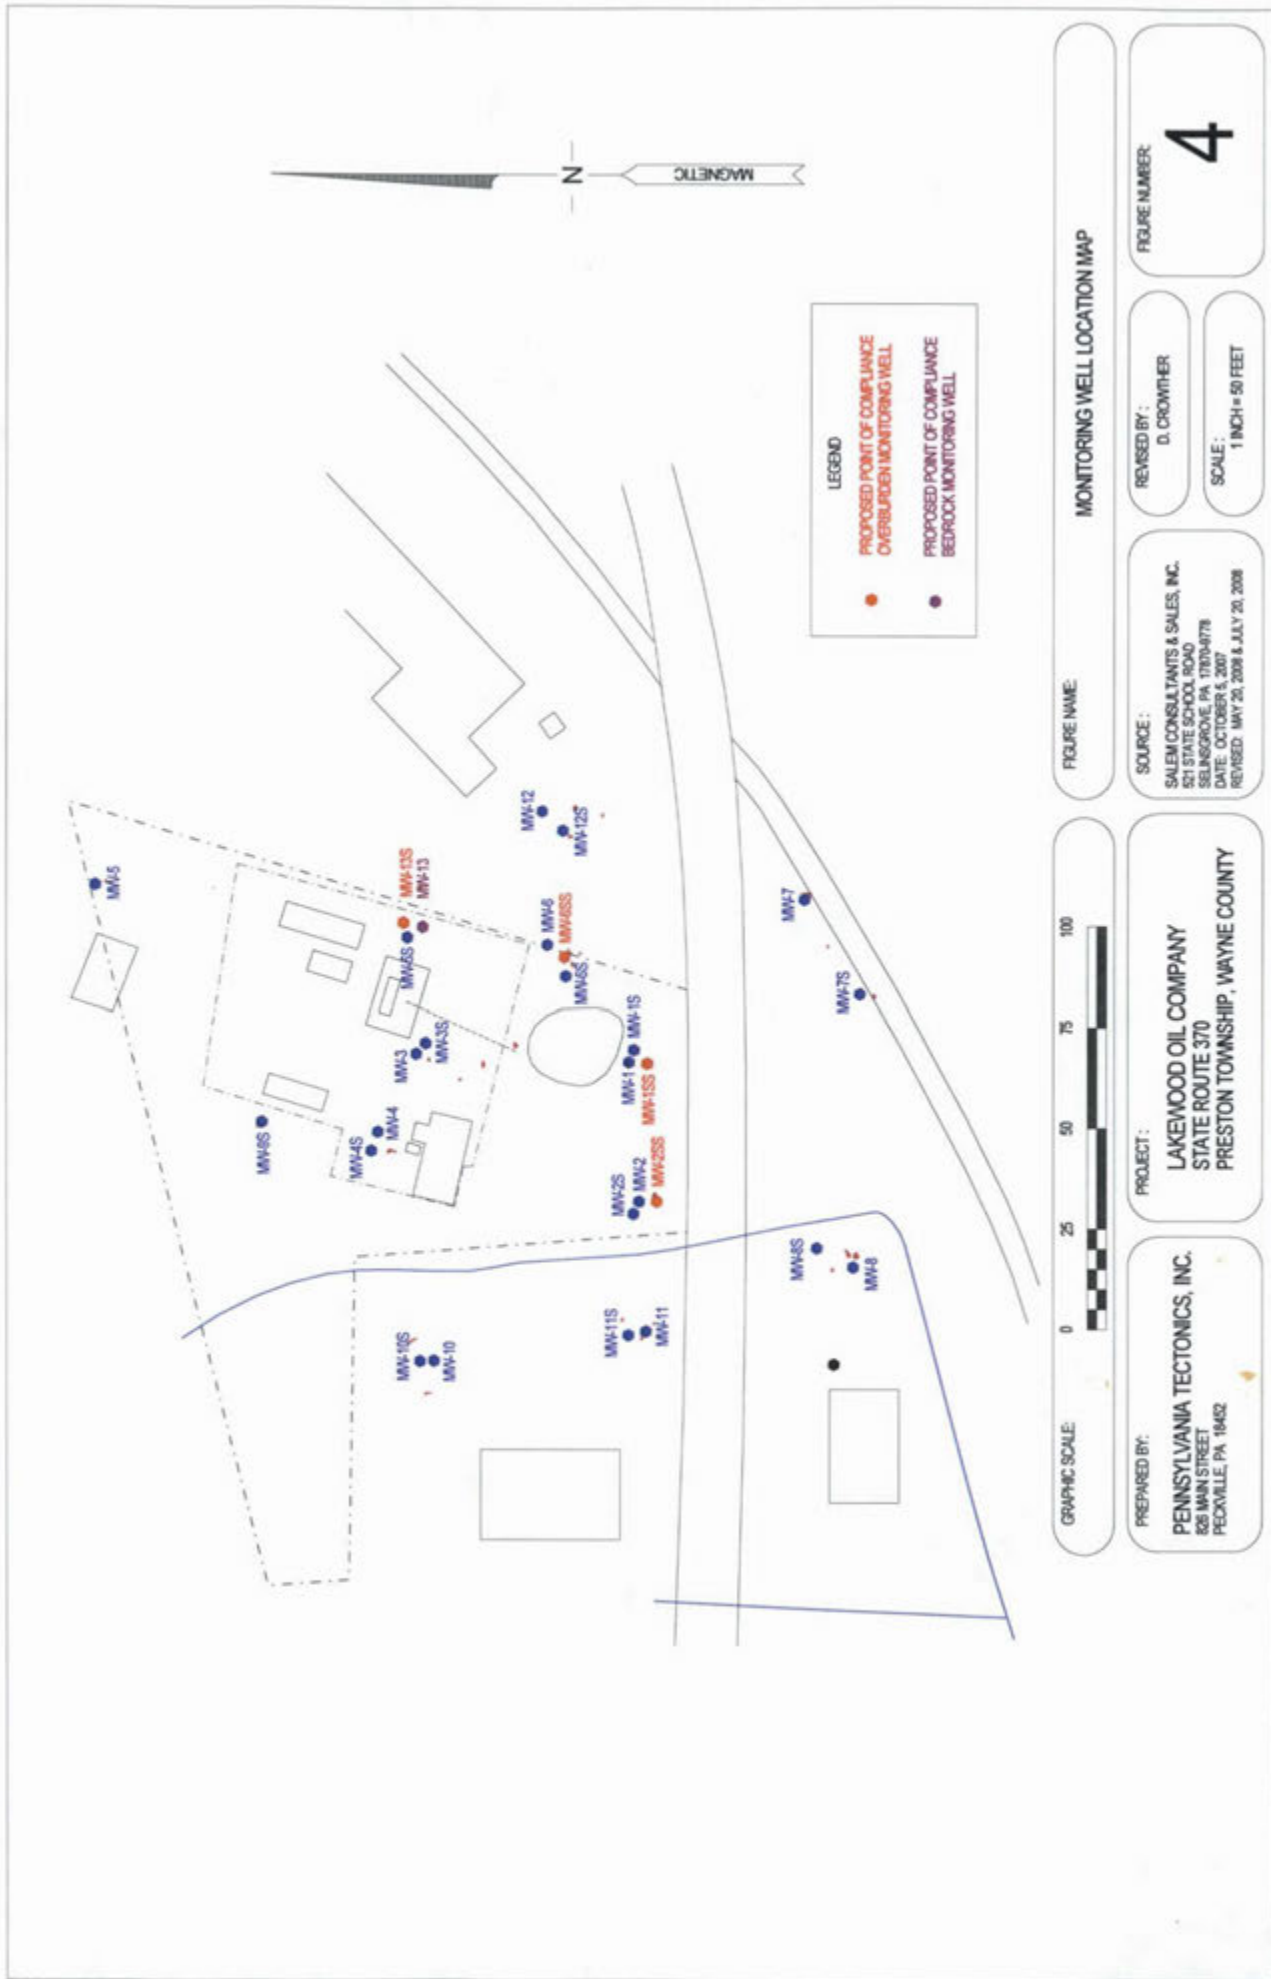 MW-5
MW-13S
MW-13
MW-5S
MW-3
MW-3S
MW-9S
MW-4S
MW-4
MW-12
MW-12S
MW-6
MW-6SS
MW-6S
MW-1
MW-1S
MW-1SS
MW-2S
MW-2
MW-2SS
MW-10S
MW-10
MW-11S
MW-11
MW-7
MW-7S
MW-8S
MW-8
N
MAGNETIC
LEGEND
PROPOSED POINT OF COMPLIANCE
OVERBURDEN MONITORING WELL
PROPOSED POINT OF COMPLIANCE
BEDROCK MONITORING WELL
GRAPHIC SCALE:
0 25 50 75 100
FIGURE NAME:
MONITORING WELL LOCATION MAP
PREPARED BY:
PENNSYLVANIA TECTONICS, INC.
826 MAIN STREET
PECKVILLE, PA 18452
PROJECT:
LAKEWOOD OIL COMPANY
STATE ROUTE 370
PRESTON TOWNSHIP, WAYNE COUNTY
SOURCE:
SALEM CONSULTANTS & SALES, INC.
521 STATE SCHOOL ROAD
SELINSGROVE, PA 17870-9778
DATE: OCTOBER 5, 2007
REVISED: MAY 20, 2008 & JULY 20, 2008
REVISED BY:
D. CROWTHER
SCALE:
1 INCH = 50 FEET
FIGURE NUMBER:
4